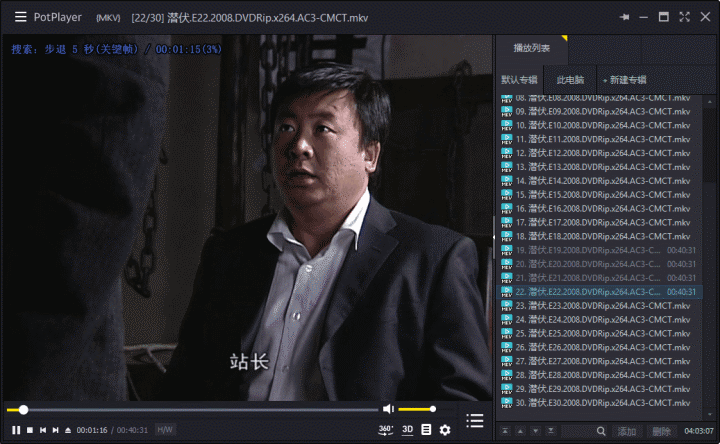 PotPlayer
(MKV)
[22/30] 潜伏.E22.2008.DVDRip.x264.AC3-CMCT.mkv
搜索: 步退 5 秒(关键帧) / 00:01:15(3%)
站长
00:01:16 / 00:40:31
H/W
360°
3D
播放列表
默认专辑
此电脑
+ 新建专辑
08. 潜伏.E08.2008.DVDRip.x264.AC3-CMCT.mkv
09. 潜伏.E09.2008.DVDRip.x264.AC3-CMCT.mkv
10. 潜伏.E10.2008.DVDRip.x264.AC3-CMCT.mkv
11. 潜伏.E11.2008.DVDRip.x264.AC3-CMCT.mkv
12. 潜伏.E12.2008.DVDRip.x264.AC3-CMCT.mkv
13. 潜伏.E13.2008.DVDRip.x264.AC3-CMCT.mkv
14. 潜伏.E14.2008.DVDRip.x264.AC3-CMCT.mkv
15. 潜伏.E15.2008.DVDRip.x264.AC3-CMCT.mkv
16. 潜伏.E16.2008.DVDRip.x264.AC3-CMCT.mkv
17. 潜伏.E17.2008.DVDRip.x264.AC3-CMCT.mkv
18. 潜伏.E18.2008.DVDRip.x264.AC3-CMCT.mkv
19. 潜伏.E19.2008.DVDRip.x264.AC3-C... 00:40:31
20. 潜伏.E20.2008.DVDRip.x264.AC3-C... 00:40:31
21. 潜伏.E21.2008.DVDRip.x264.AC3-C... 00:40:31
22. 潜伏.E22.2008.DVDRip.x264.AC3-C... 00:40:31
23. 潜伏.E23.2008.DVDRip.x264.AC3-CMCT.mkv
24. 潜伏.E24.2008.DVDRip.x264.AC3-CMCT.mkv
25. 潜伏.E25.2008.DVDRip.x264.AC3-CMCT.mkv
26. 潜伏.E26.2008.DVDRip.x264.AC3-CMCT.mkv
27. 潜伏.E27.2008.DVDRip.x264.AC3-CMCT.mkv
28. 潜伏.E28.2008.DVDRip.x264.AC3-CMCT.mkv
29. 潜伏.E29.2008.DVDRip.x264.AC3-CMCT.mkv
30. 潜伏.E30.2008.DVDRip.x264.AC3-CMCT.mkv
添加
删除
04:03:07